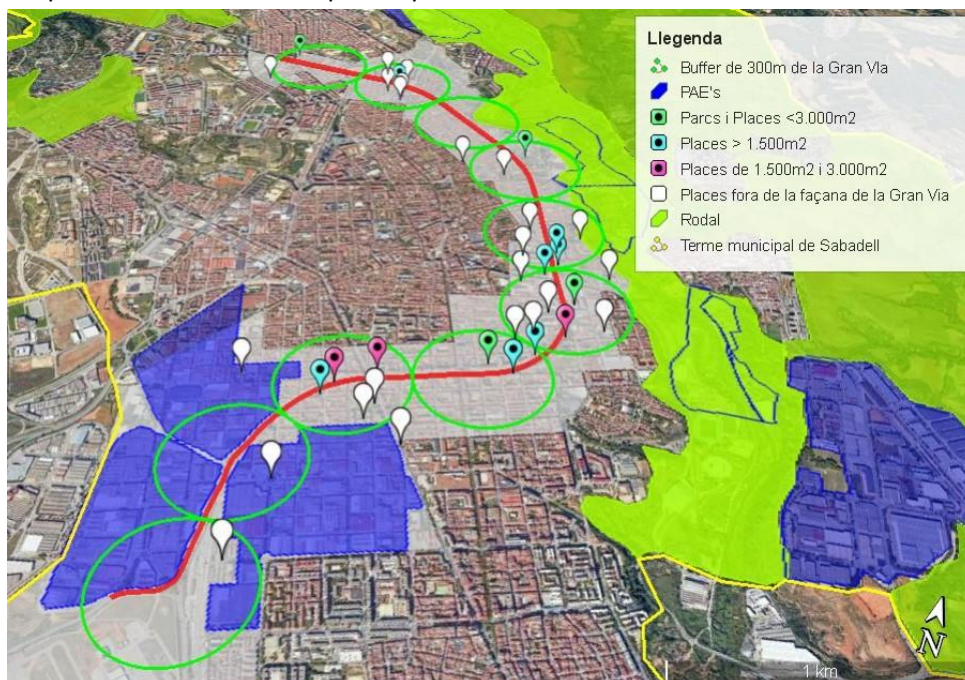 Llegenda
Buffer de 300m de la Gran VIa
PAE's
Parcs i Places <3.000m2
Places > 1.500m2
Places de 1.500m2 i 3.000m2
Places fora de la façana de la Gran Via
Rodal
Terme municipal de Sabadell
N
1 km